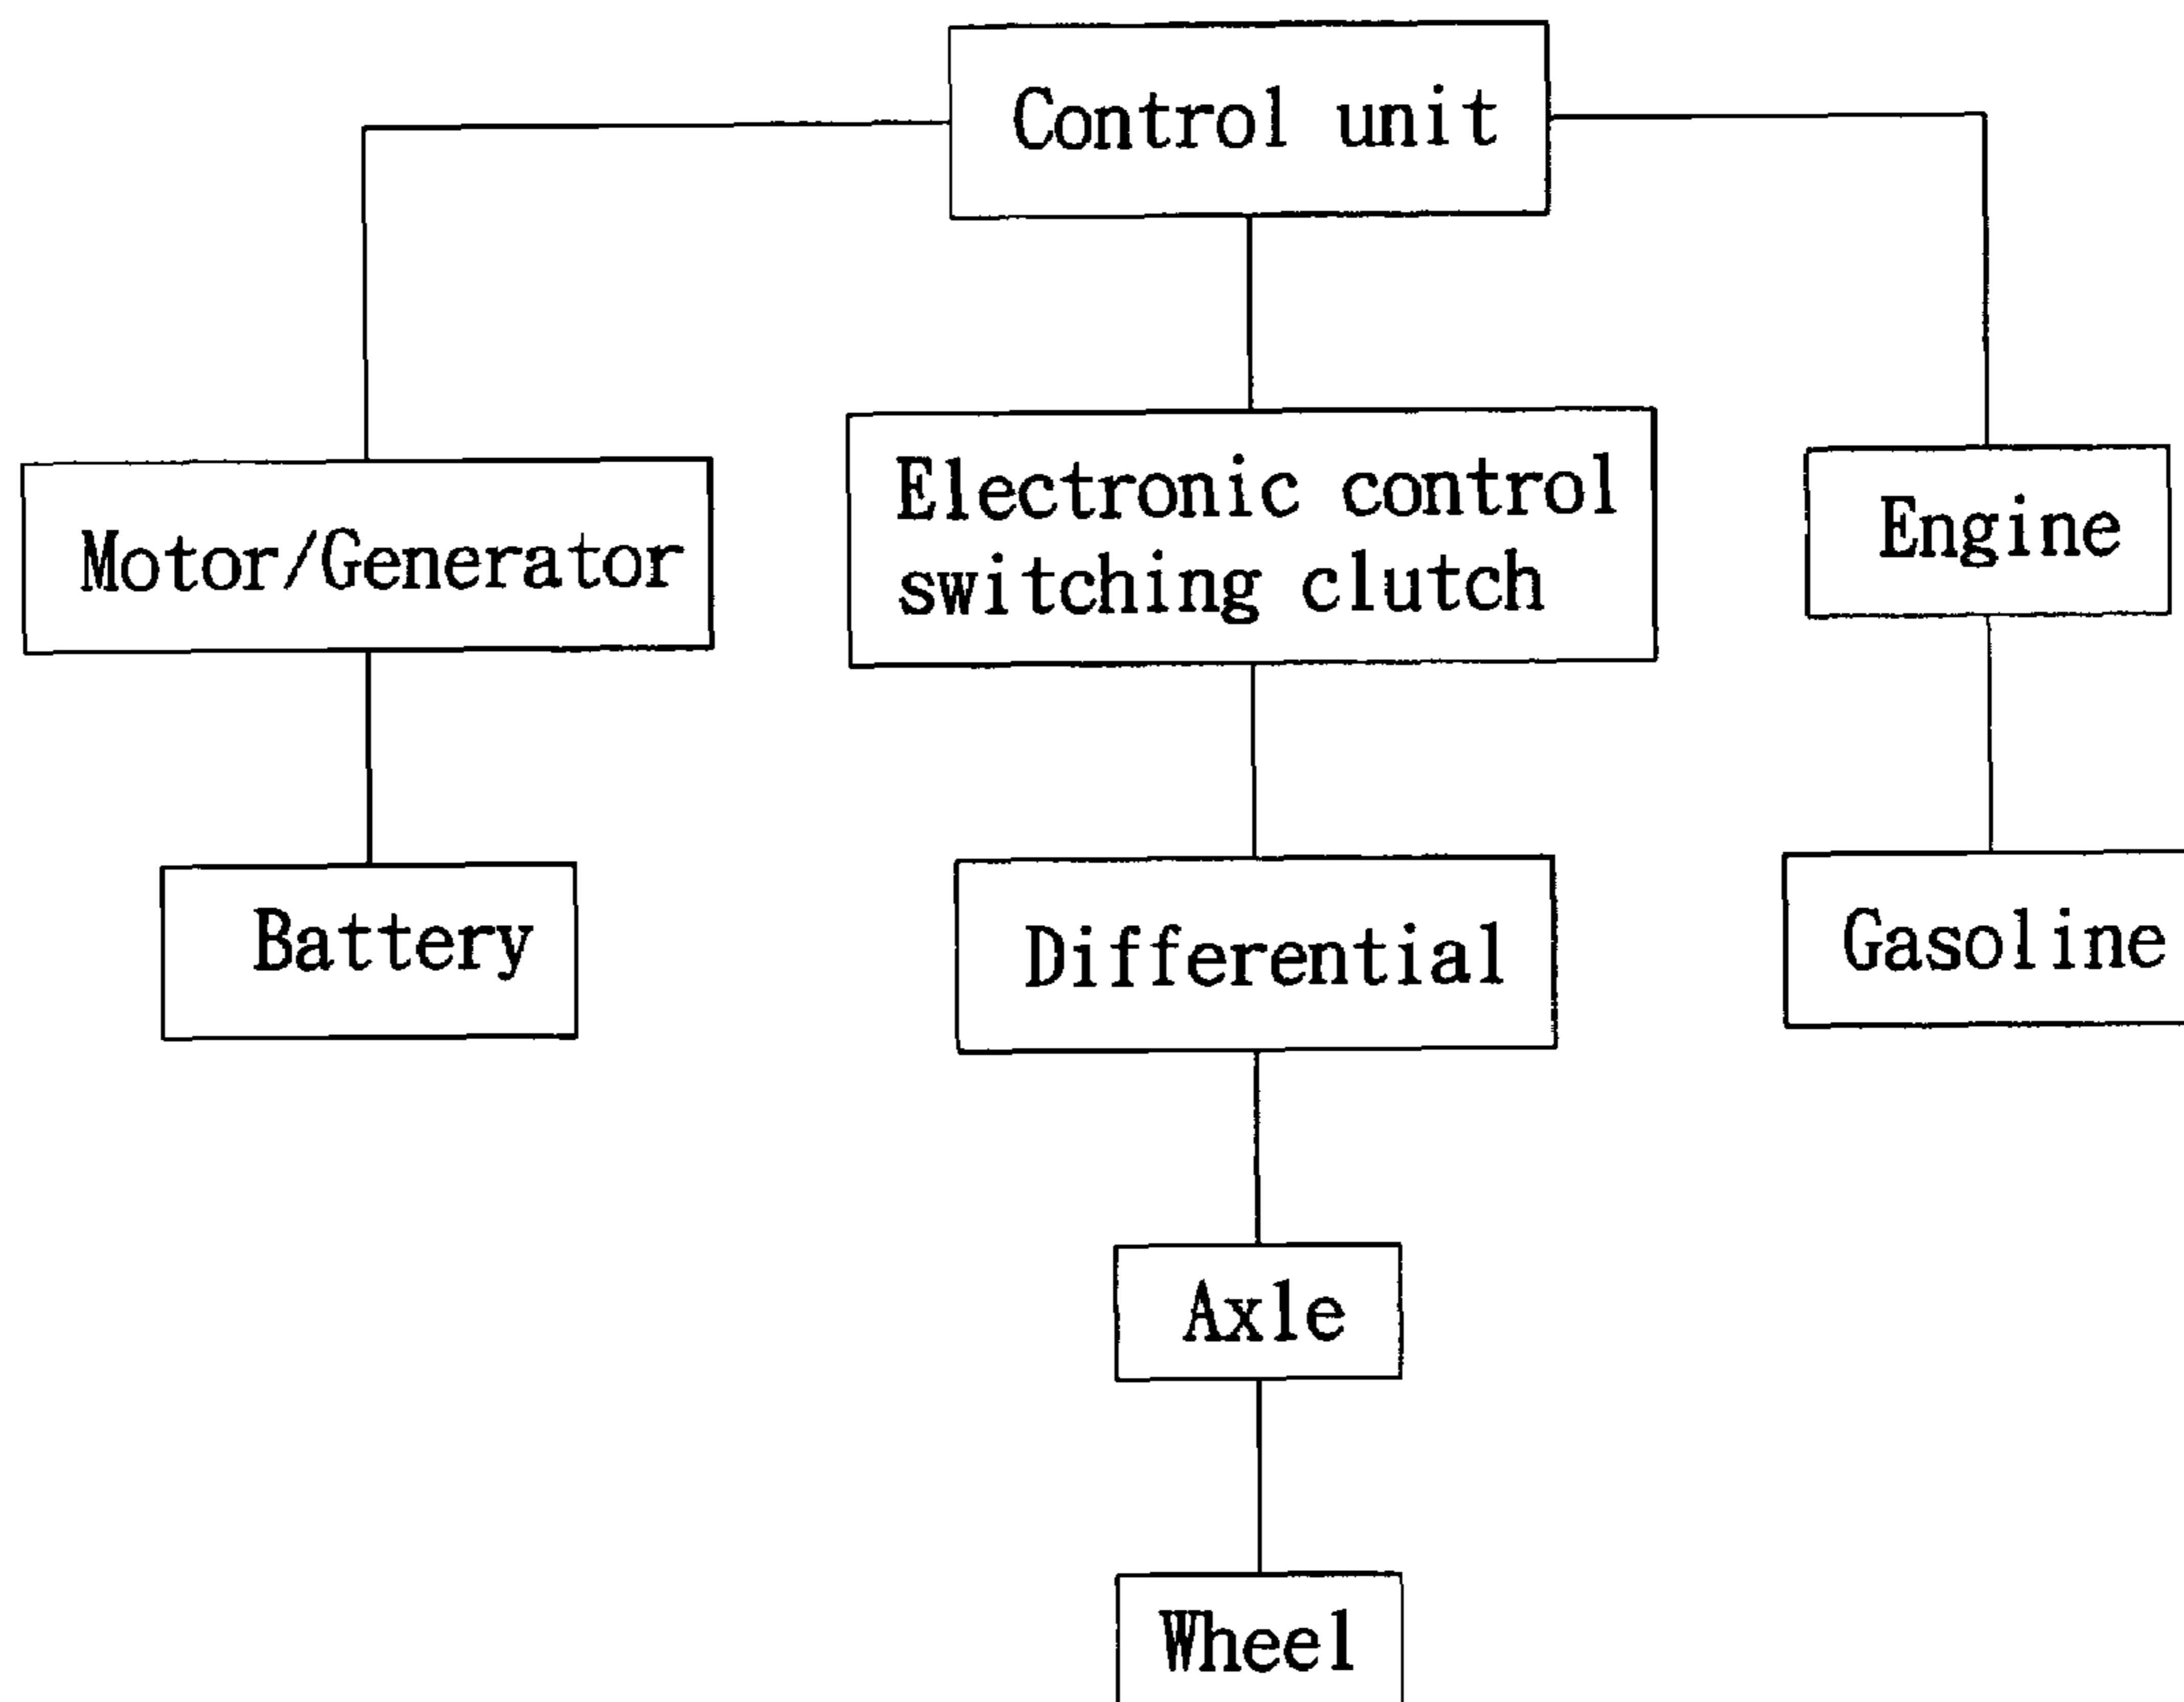 Control unit
Motor/Generator
Electronic control
switching clutch
Engine
Battery
Differential
Gasoline
Axle
Wheel